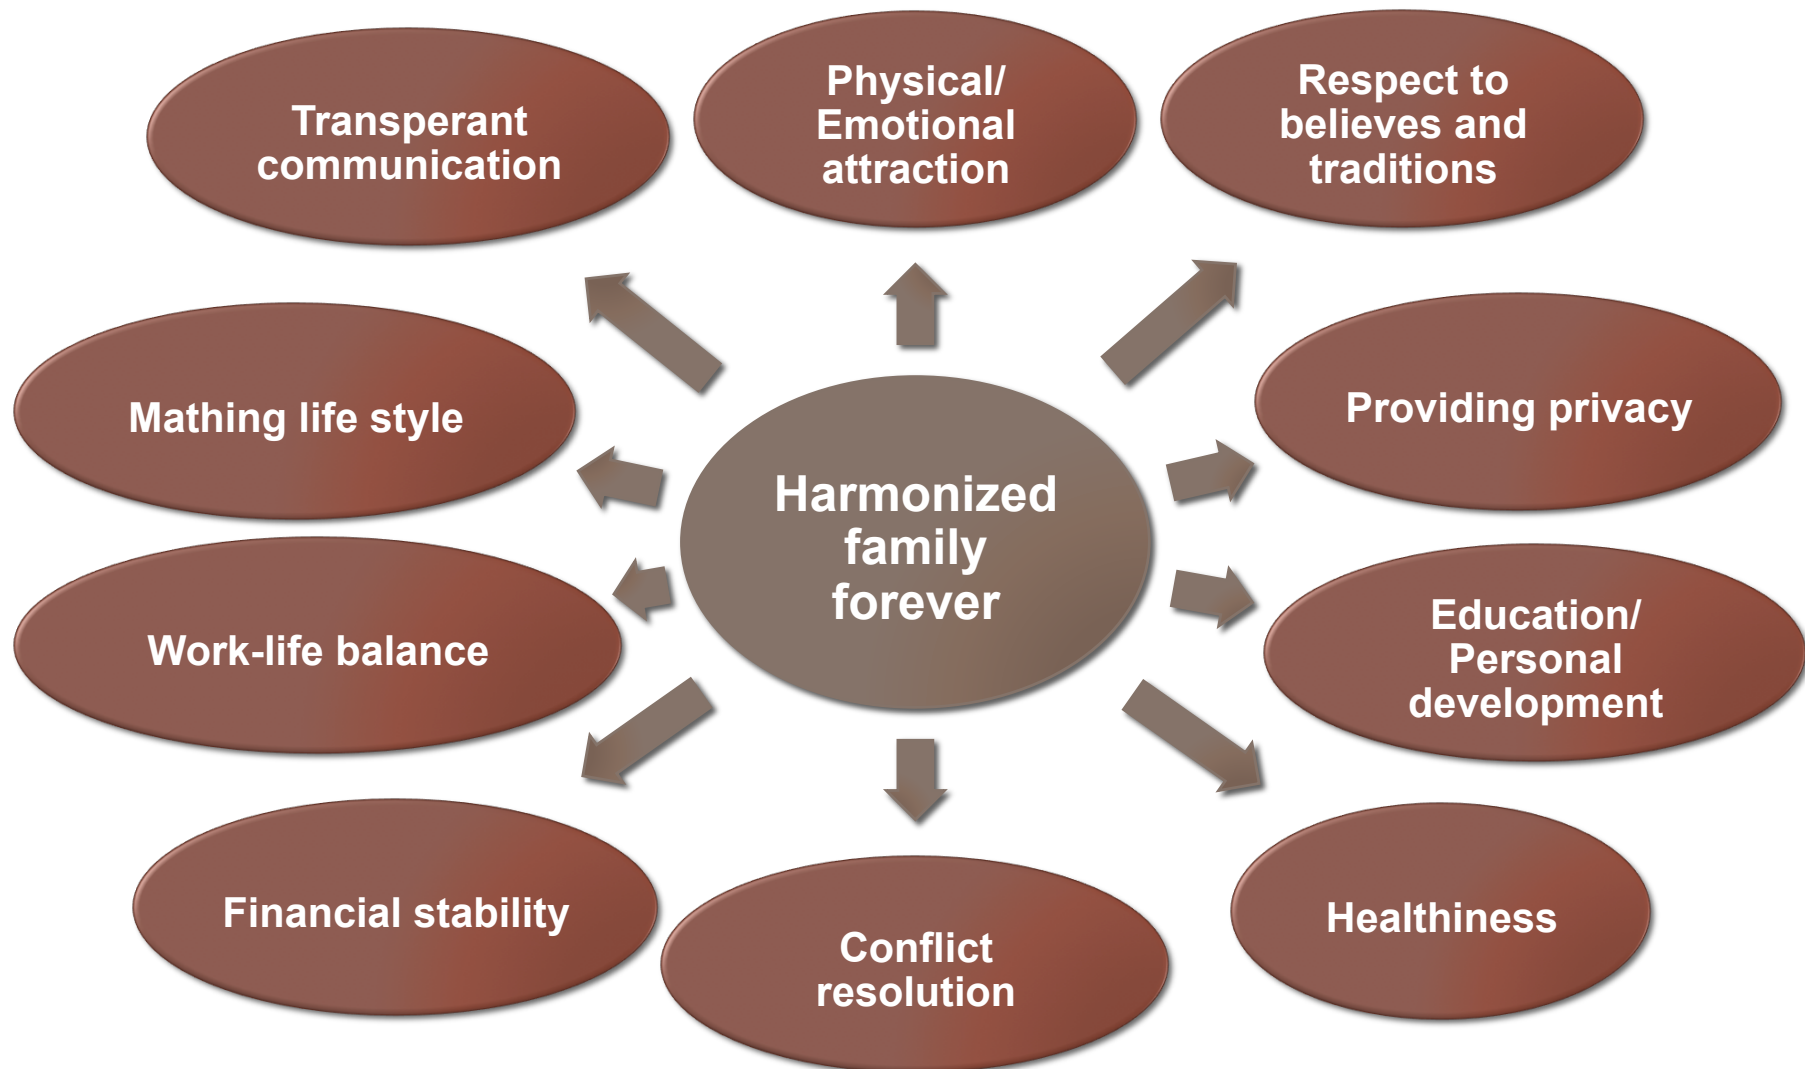 Transperant
communication
Physical/
Emotional
attraction
Respect to
believes and
traditions
Mathing life style
Providing privacy
Harmonized
family
forever
Work-life balance
Education/
Personal
development
Financial stability
Conflict
resolution
Healthiness